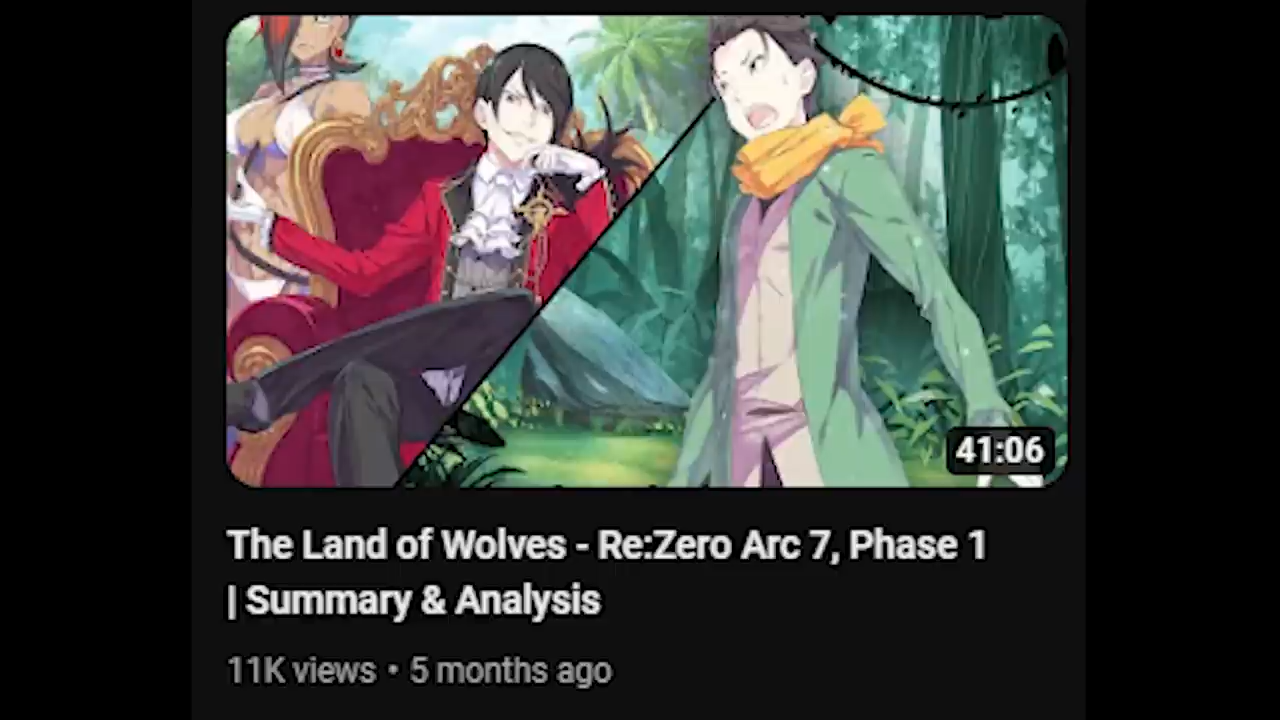 41:06
The Land of Wolves - Re:Zero Arc 7, Phase 1
| Summary & Analysis
11K views • 5 months ago